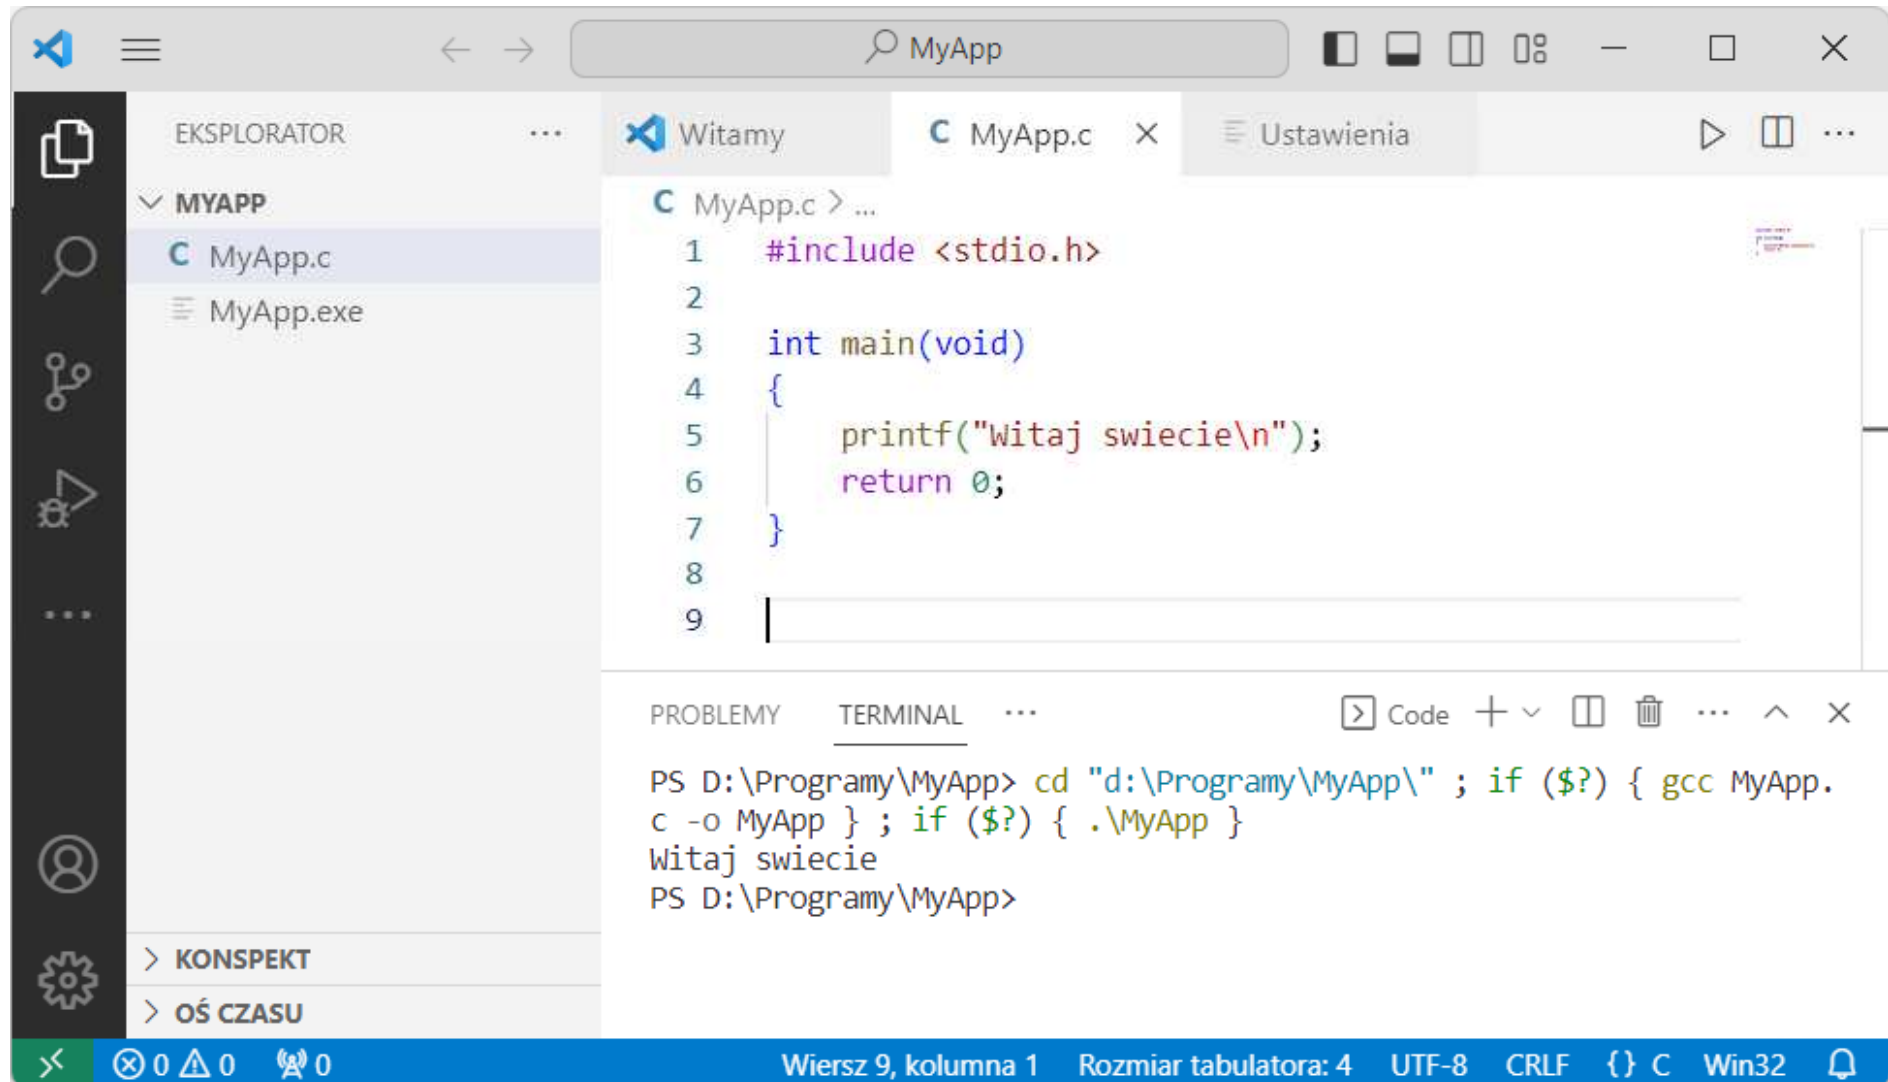 MyApp
EKSPLORATOR
MYAPP
C MyApp.c
MyApp.exe
KONSPEKT
OŚ CZASU
Witamy
C MyApp.c
Ustawienia
C MyApp.c > ...
1 #include <stdio.h>
2
3 int main(void)
4 {
5 printf("Witaj swiecie\n");
6 return 0;
7 }
8
9
PROBLEMY TERMINAL ... Code
PS D:\Programy\MyApp> cd "d:\Programy\MyApp\" ; if ($?) { gcc MyApp.
c -o MyApp } ; if ($?) { .\MyApp }
Witaj swiecie
PS D:\Programy\MyApp>
0 0 0 Wiersz 9, kolumna 1 Rozmiar tabulatora: 4 UTF-8 CRLF {} C Win32